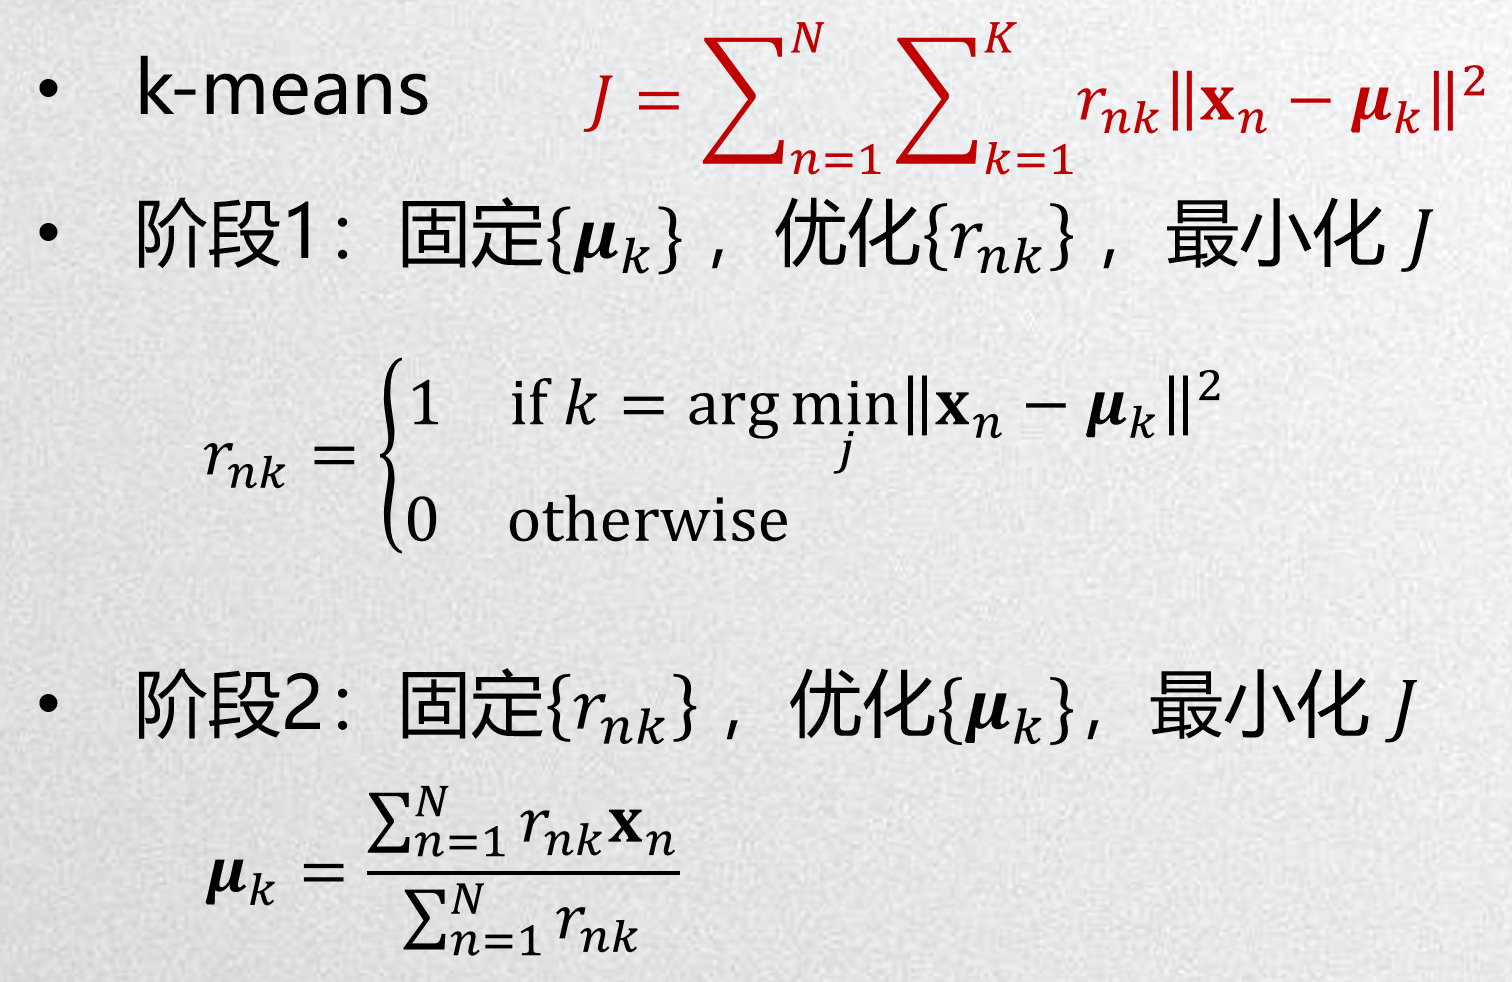 • k-means J = ∑_{n=1}^{N} ∑_{k=1}^{K} r_{nk}‖𝐱_n − 𝝁_k‖²
• 阶段1：固定{𝝁_k}，优化{r_{nk}}，最小化 J
r_{nk} = { 1 if k = arg min_j ‖𝐱_n − 𝝁_k‖²
0 otherwise
• 阶段2：固定{r_{nk}}，优化{𝝁_k}，最小化 J
𝝁_k = \frac{∑_{n=1}^{N} r_{nk}𝐱_n}{∑_{n=1}^{N} r_{nk}}